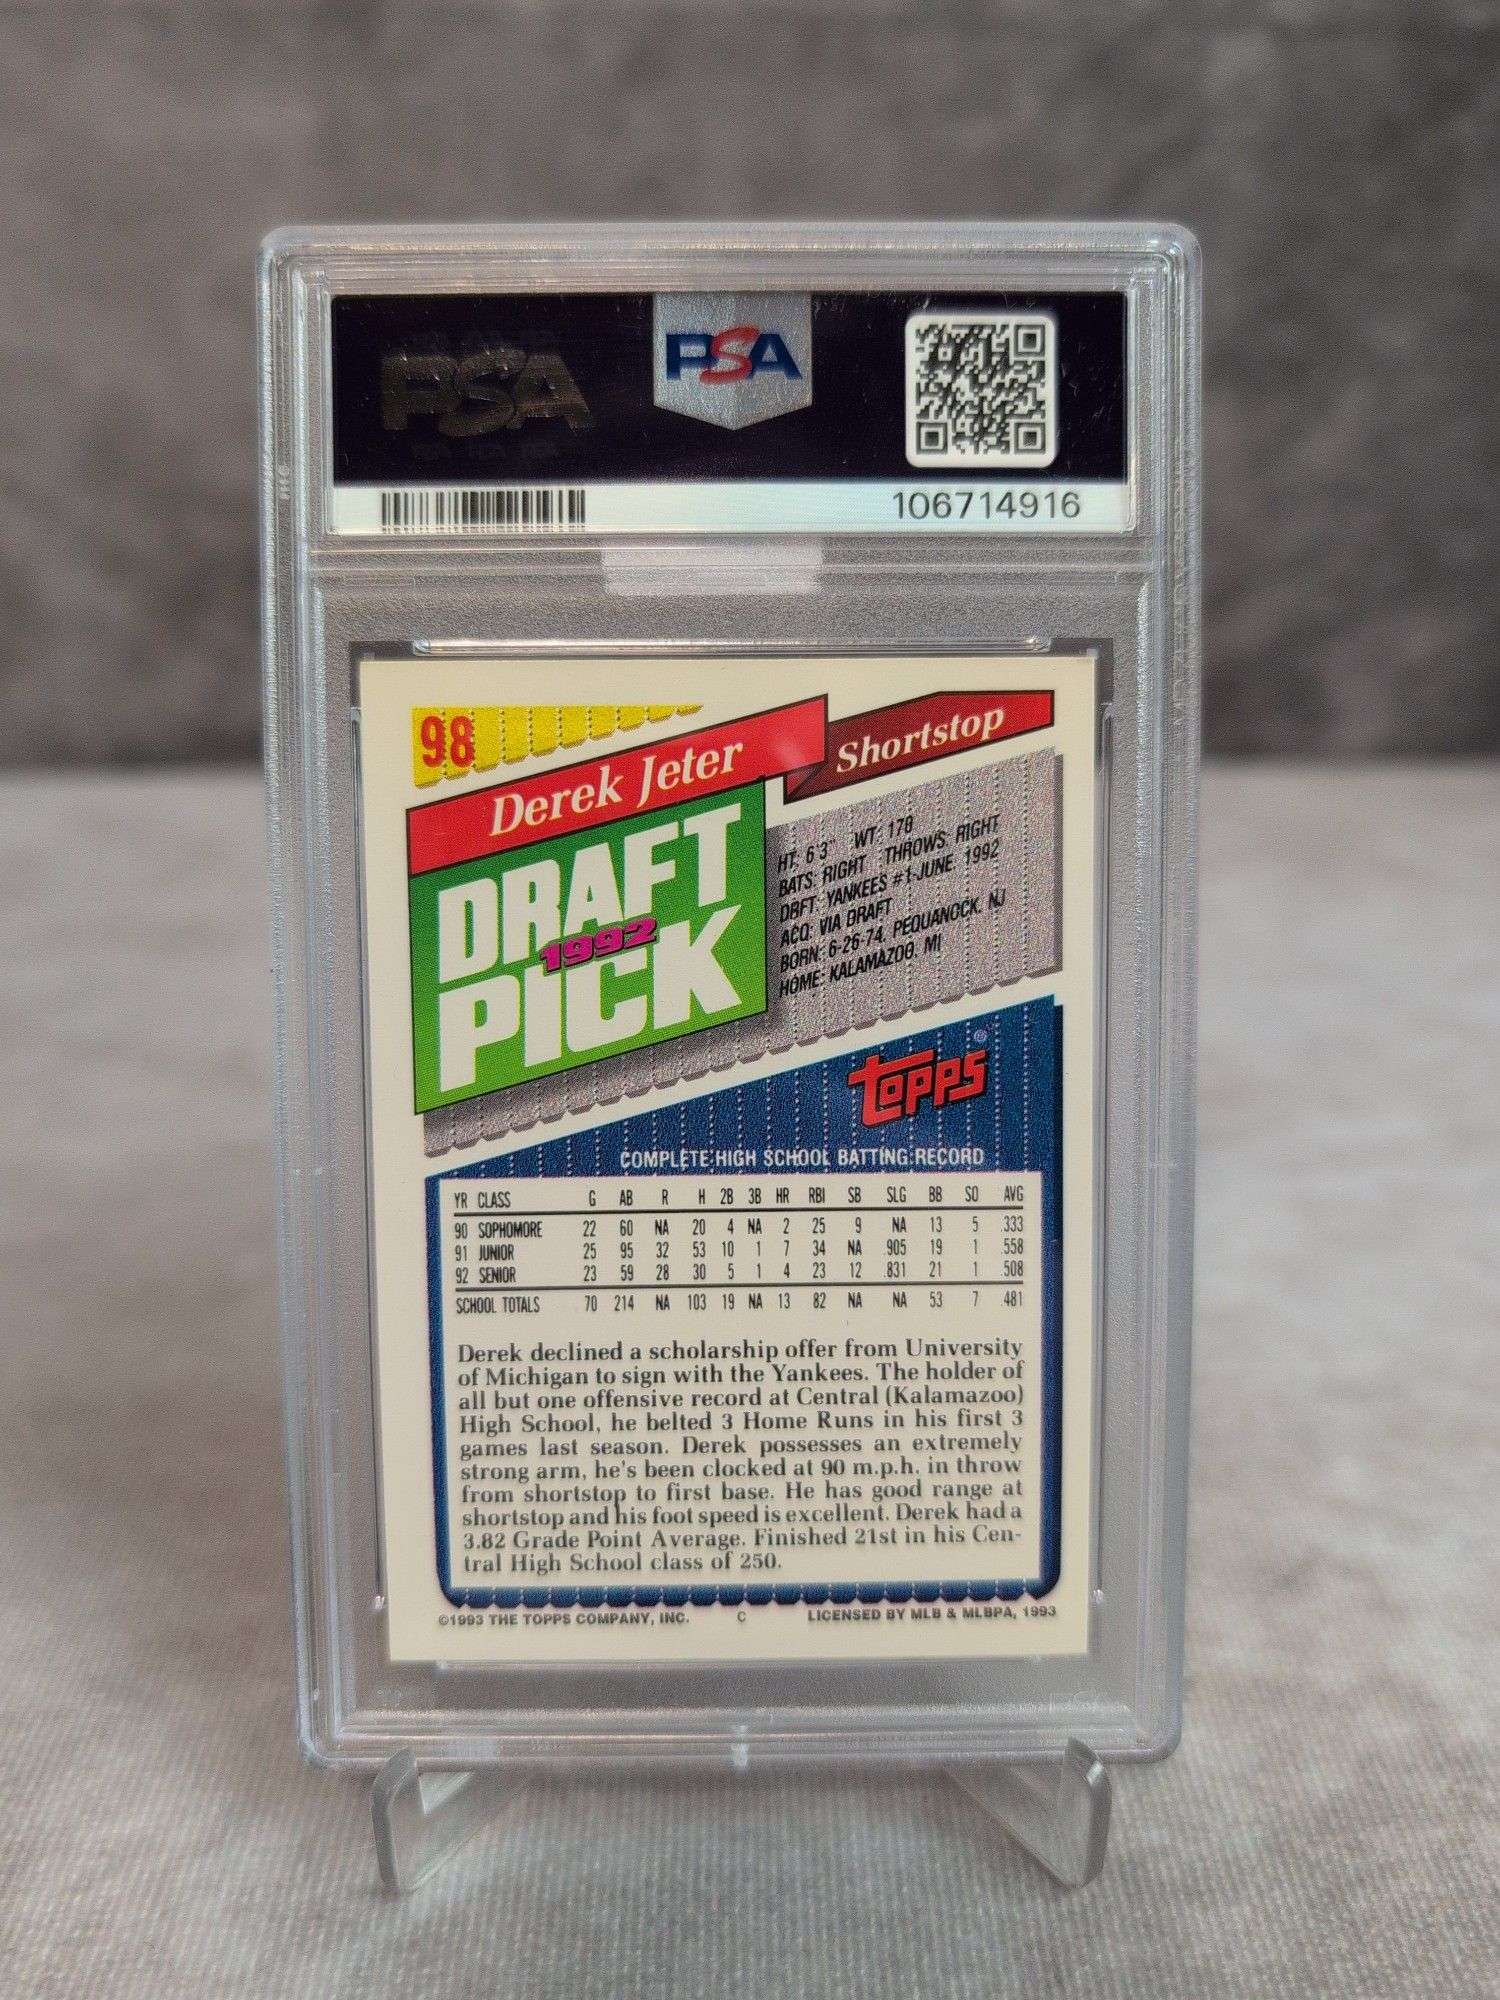 PSA
PSA
106714916
98
Derek Jeter
Shortstop
DRAFT
1992
PICK
HT: 6'3" WT: 170
BATS: RIGHT THROWS: RIGHT
DRFT: YANKEES #1-JUNE, 1992
ACQ: VIA DRAFT
BORN: 6-26-74, PEQUANOCK, NJ
HOME: KALAMAZOO, MI
TOPPS®
COMPLETE HIGH SCHOOL BATTING RECORD
YR CLASS G AB R H 2B 3B HR RBI SB SLG BB SO AVG
90 SOPHOMORE 22 60 NA 20 4 NA 2 25 9 NA 13 5 .333
91 JUNIOR 25 95 32 53 10 1 7 34 NA .905 19 1 .558
92 SENIOR 23 59 28 30 5 1 4 23 12 .831 21 1 .508
SCHOOL TOTALS 70 214 NA 103 19 NA 13 82 NA NA 53 7 .481
Derek declined a scholarship offer from University
of Michigan to sign with the Yankees. The holder of
all but one offensive record at Central (Kalamazoo)
High School, he belted 3 Home Runs in his first 3
games last season. Derek possesses an extremely
strong arm, he's been clocked at 90 m.p.h. in throw
from shortstop to first base. He has good range at
shortstop and his foot speed is excellent. Derek had a
3.82 Grade Point Average. Finished 21st in his Cen-
tral High School class of 250.
©1993 THE TOPPS COMPANY, INC. C LICENSED BY MLB & MLBPA, 1993